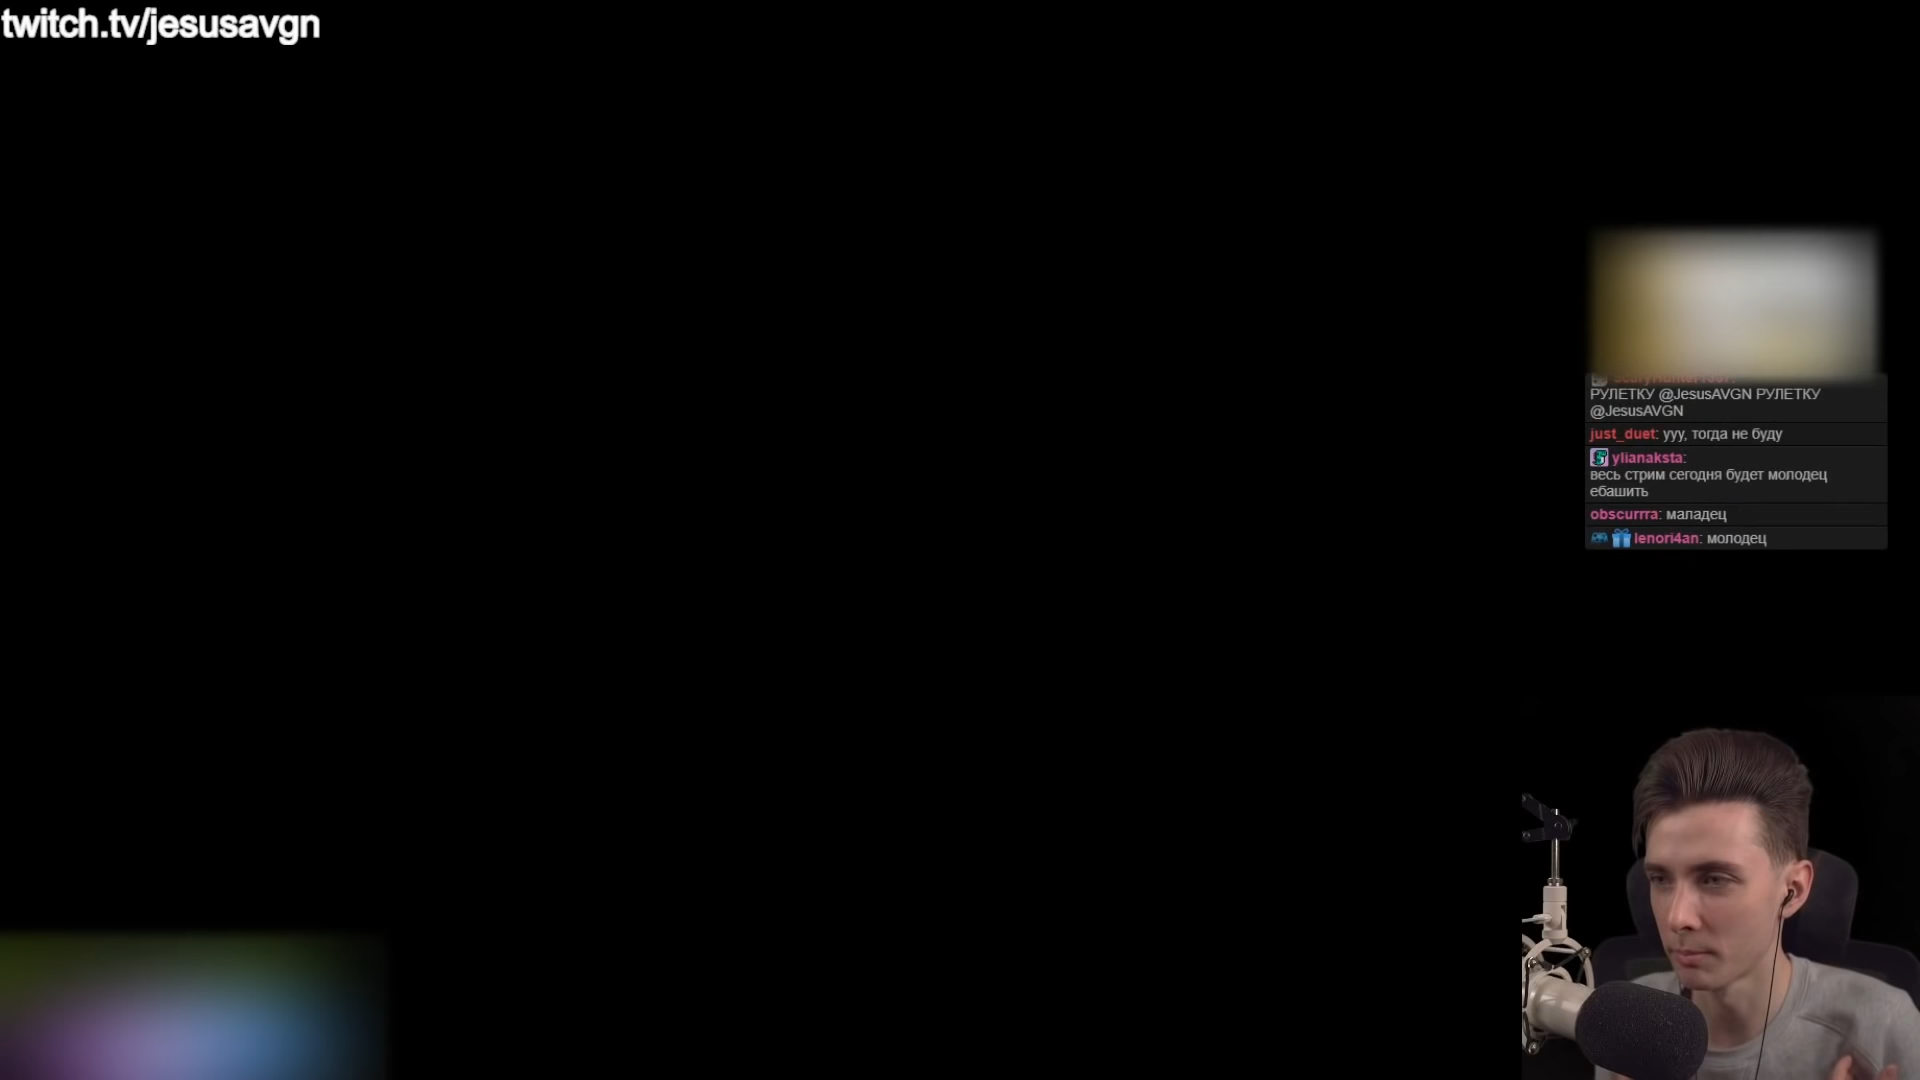 twitch.tv/jesusavgn
РУЛЕТКУ @JesusAVGN РУЛЕТКУ
@JesusAVGN
just_duet: ууу, тогда не буду
ylianaksta:
весь стрим сегодня будет молодец
ебашить
obscurrra: маладец
lenori4an: молодец